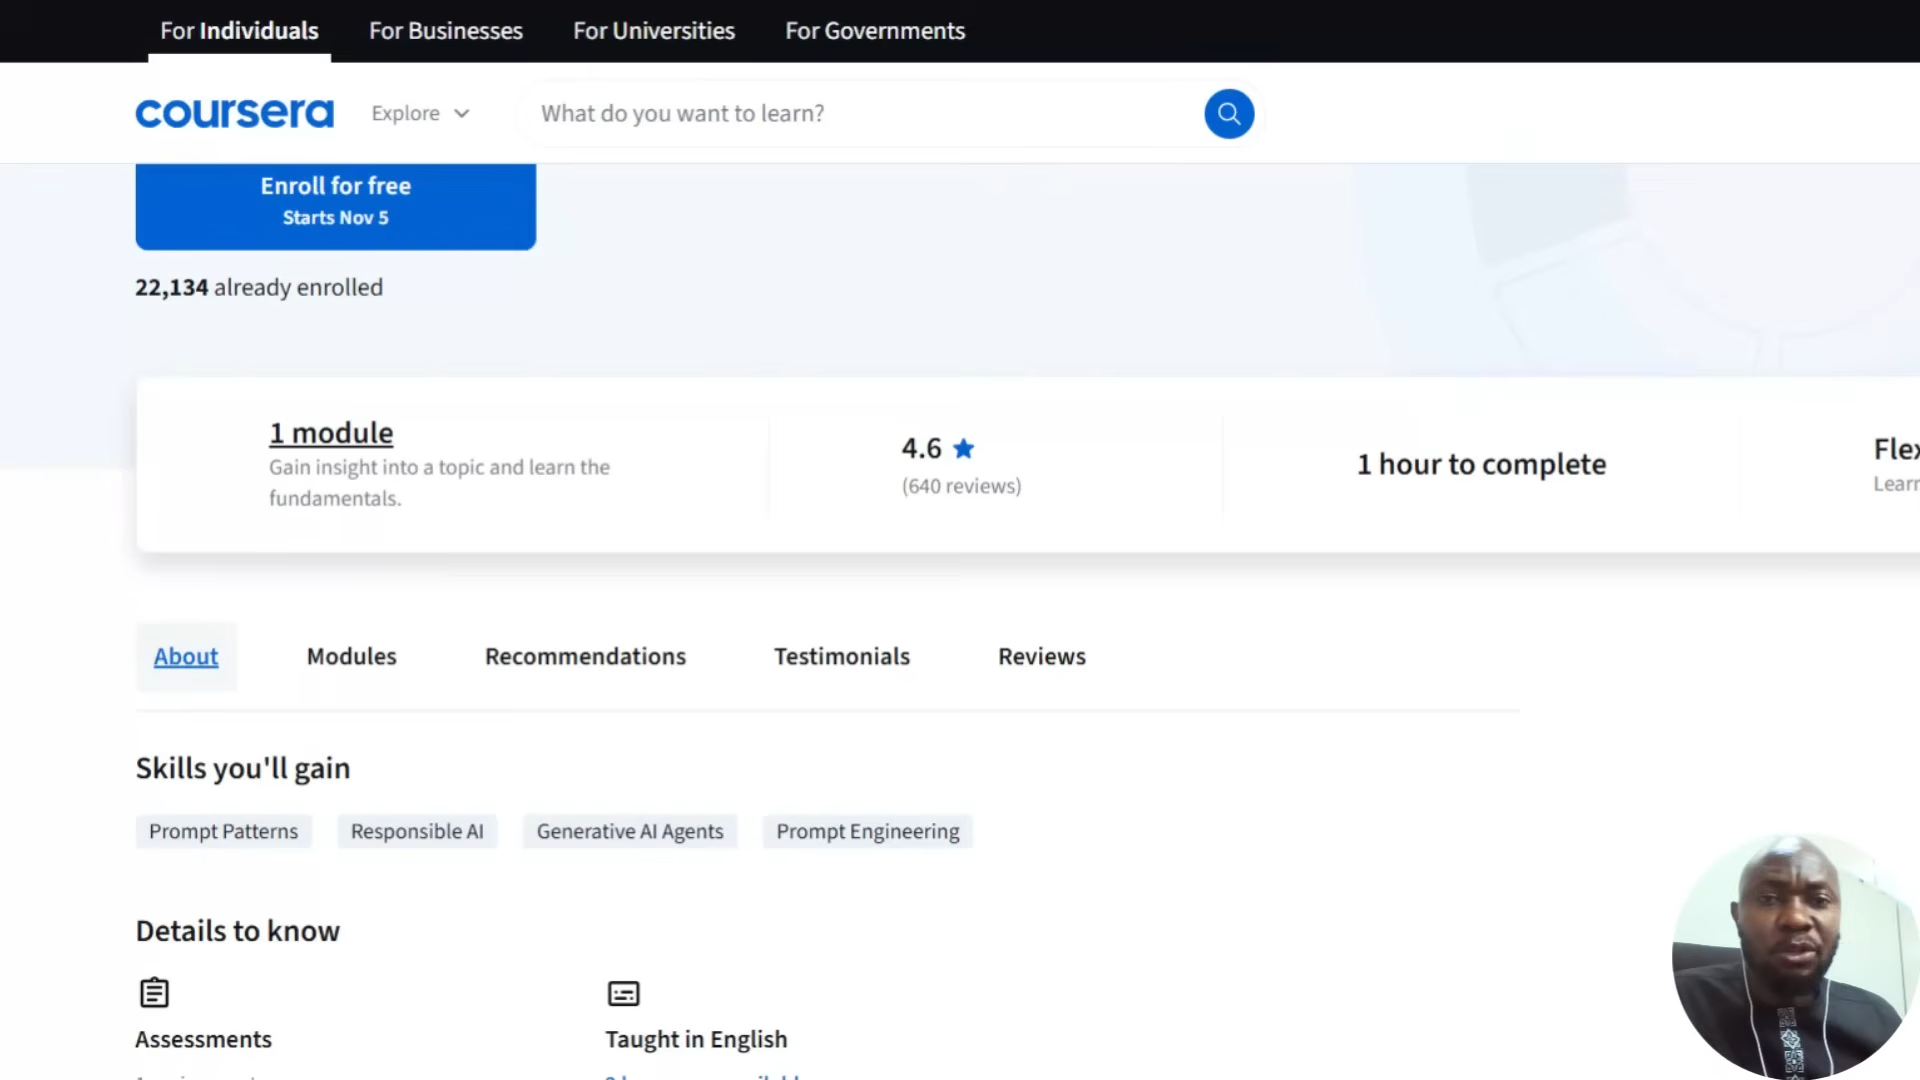 For Individuals For Businesses For Universities For Governments
coursera Explore What do you want to learn?
Enroll for free
Starts Nov 5
22,134 already enrolled
1 module
Gain insight into a topic and learn the
fundamentals.
4.6
(640 reviews)
1 hour to complete
Flex
Learn
About Modules Recommendations Testimonials Reviews
Skills you'll gain
Prompt Patterns Responsible AI Generative AI Agents Prompt Engineering
Details to know
Assessments
Taught in English